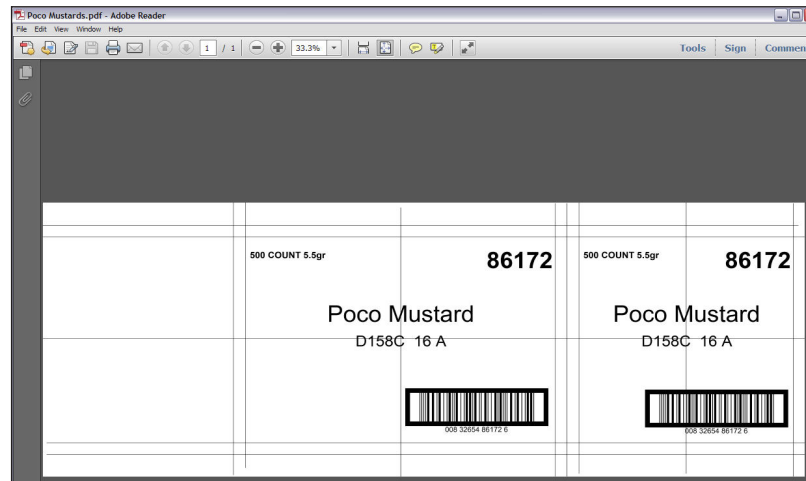 Poco Mustards.pdf - Adobe Reader
File Edit View Window Help
1 / 1 33.3% Tools Sign Commen
500 COUNT 5.5gr 86172
Poco Mustard
D158C 16 A
008 32654 86172 6
500 COUNT 5.5gr 86172
Poco Mustard
D158C 16 A
008 32654 86172 6